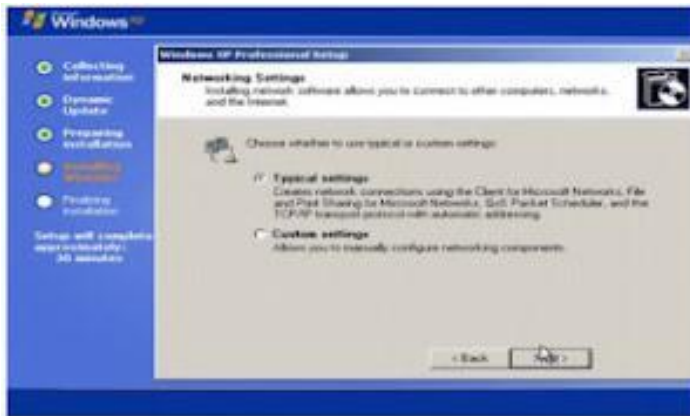 Microsoft
Windows xp
Collecting
information
Dynamic
Update
Preparing
installation
Installing
Windows
Finalizing
installation
Setup will complete
approximately:
30 minutes
Windows XP Professional Setup
Networking Settings
Installing network software allows you to connect to other computers, networks,
and the Internet.
Choose whether to use typical or custom settings:
Typical settings
Creates network connections using the Client for Microsoft Networks, File
and Print Sharing for Microsoft Networks, QoS Packet Scheduler, and the
TCP/IP transport protocol with automatic addressing.
Custom settings
Allows you to manually configure networking components.
< Back
Next >